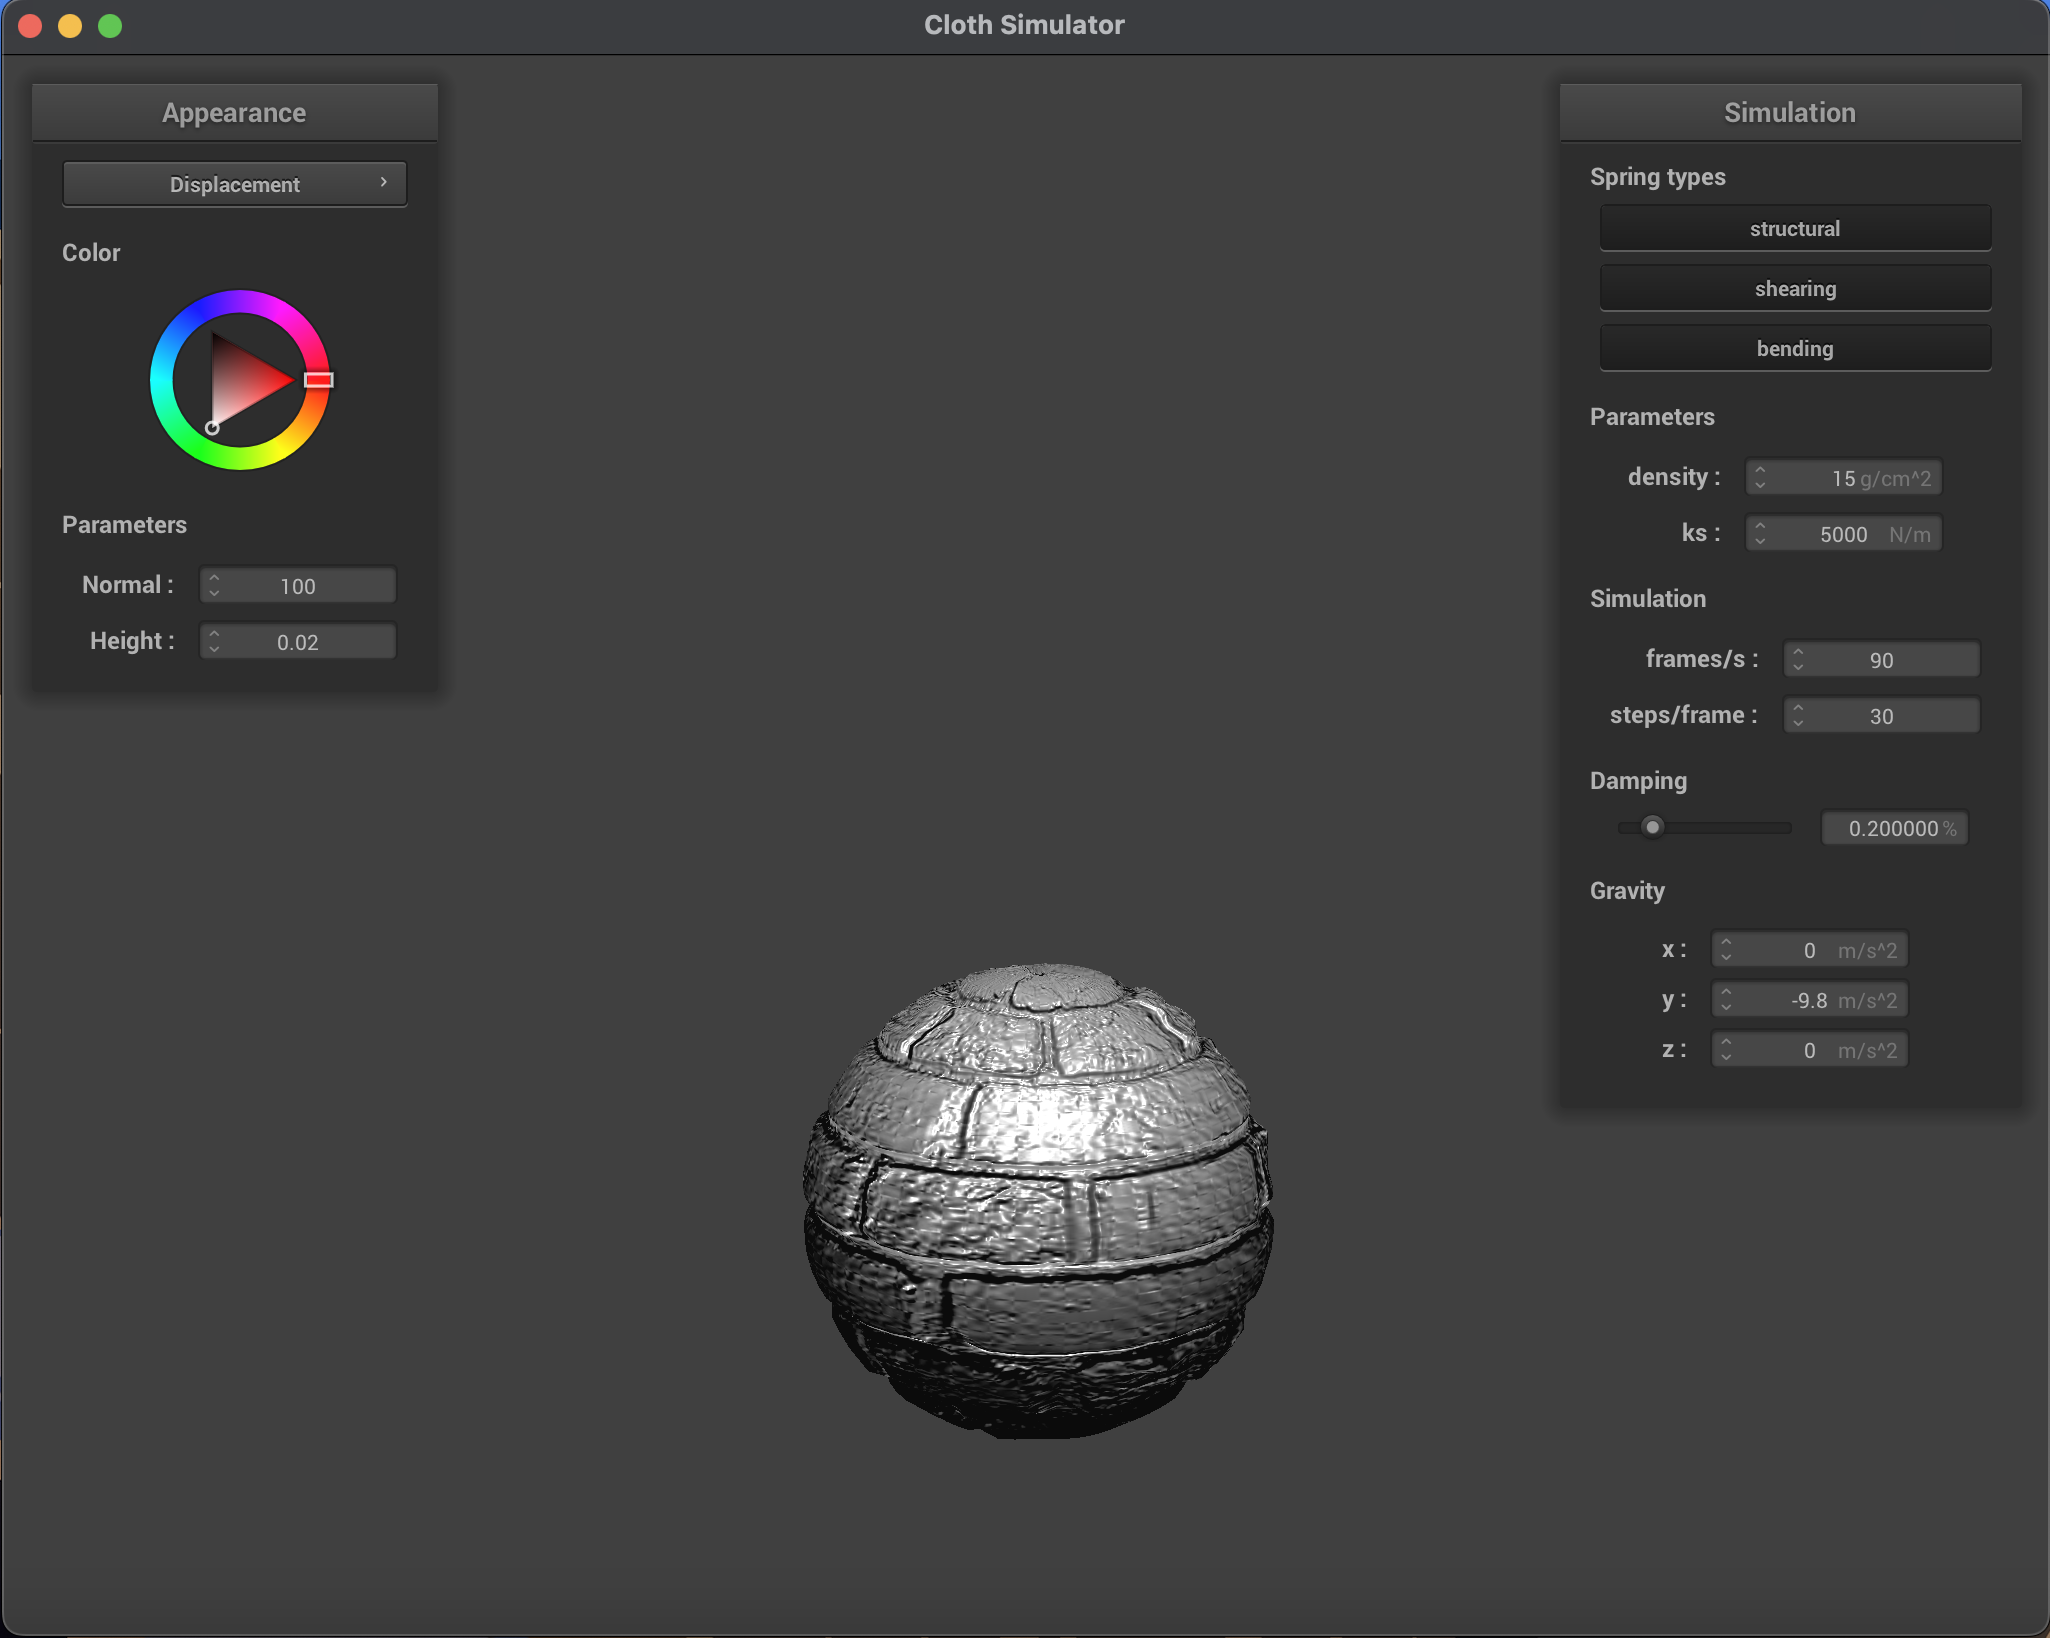 Cloth Simulator
Appearance
Displacement
Color
Parameters
Normal : 100
Height : 0.02
Simulation
Spring types
structural
shearing
bending
Parameters
density : 15 g/cm^2
ks : 5000 N/m
Simulation
frames/s : 90
steps/frame : 30
Damping
0.200000 %
Gravity
x : 0 m/s^2
y : -9.8 m/s^2
z : 0 m/s^2